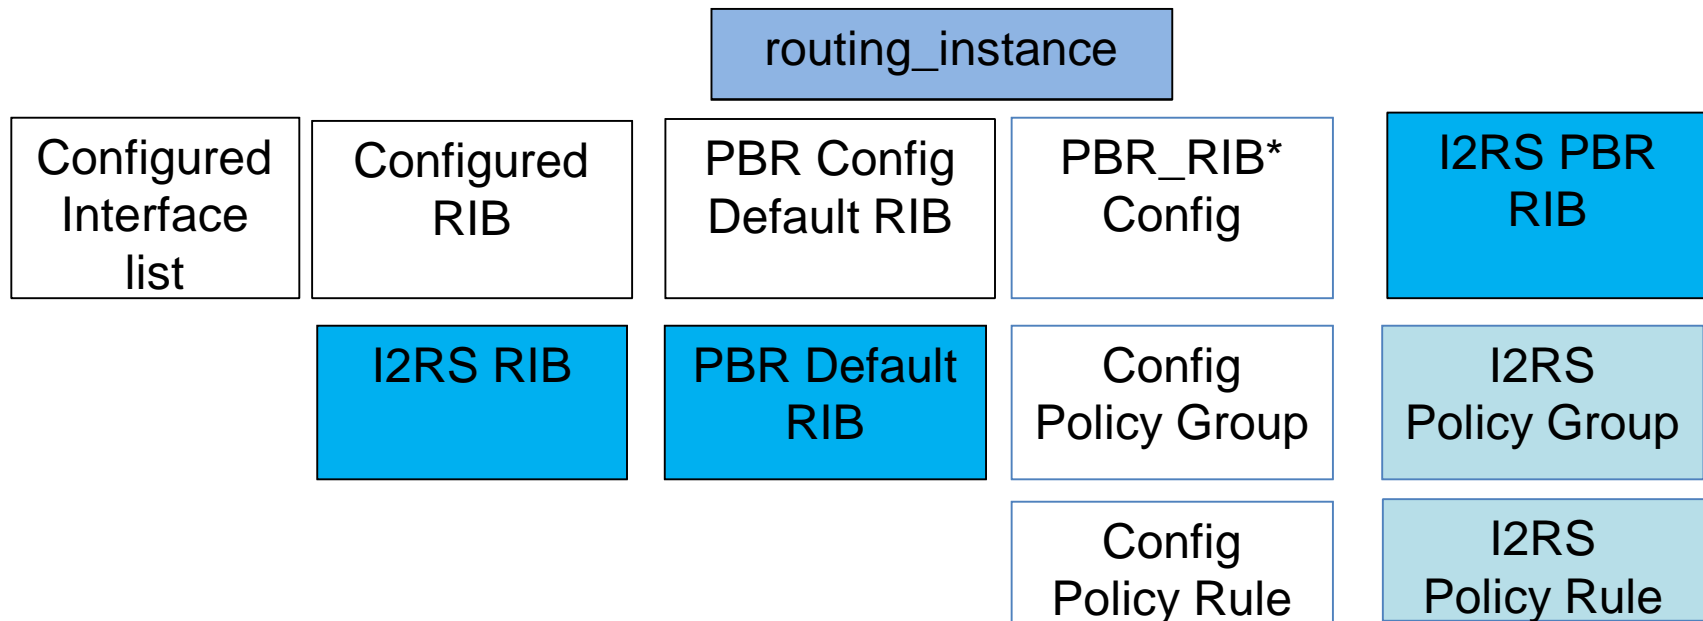 routing_instance
Configured
Interface
list
Configured
RIB
PBR Config
Default RIB
PBR_RIB*
Config
I2RS PBR
RIB
I2RS RIB
PBR Default
RIB
Config
Policy Group
I2RS
Policy Group
Config
Policy Rule
I2RS
Policy Rule